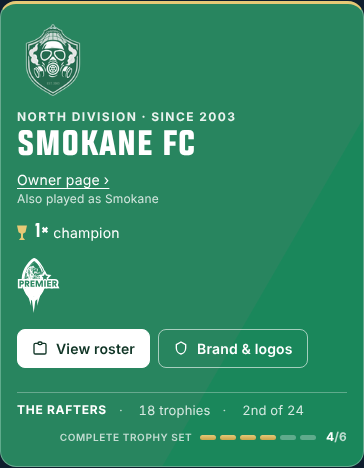 NORTH DIVISION · SINCE 2003
SMOKANE FC
Owner page ›
Also played as Smokane
1× champion
PREMIER
View roster
Brand & logos
THE RAFTERS · 18 trophies · 2nd of 24
COMPLETE TROPHY SET 4/6